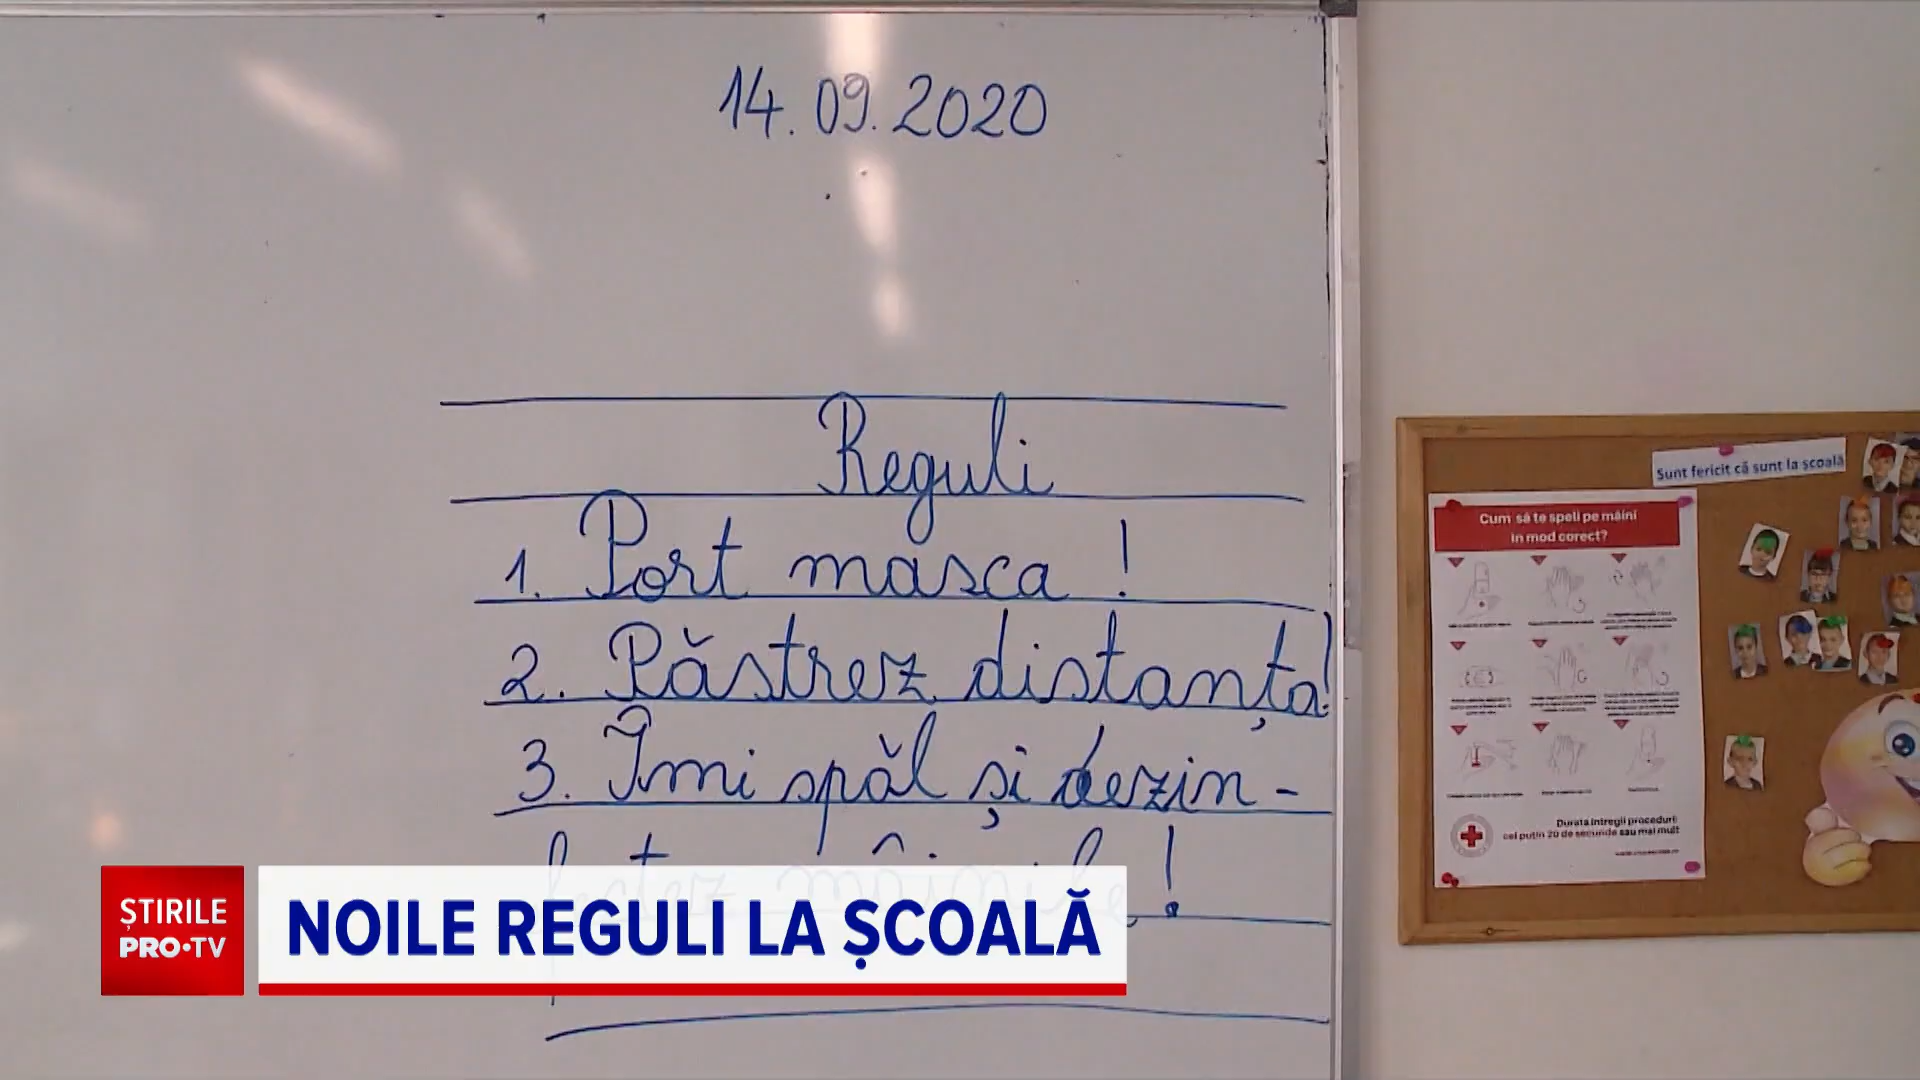 14.09.2020
Reguli
1. Port masca !
2. Păstrez distanța!
3. Îmi spăl și dezin-
fectez mâinile !
Sunt fericit că sunt la școală
Cum să te speli pe mâini
în mod corect?
Durata întregii proceduri:
cel puțin 20 de secunde sau mai mult
ȘTIRILE
PRO•TV
NOILE REGULI LA ȘCOALĂ